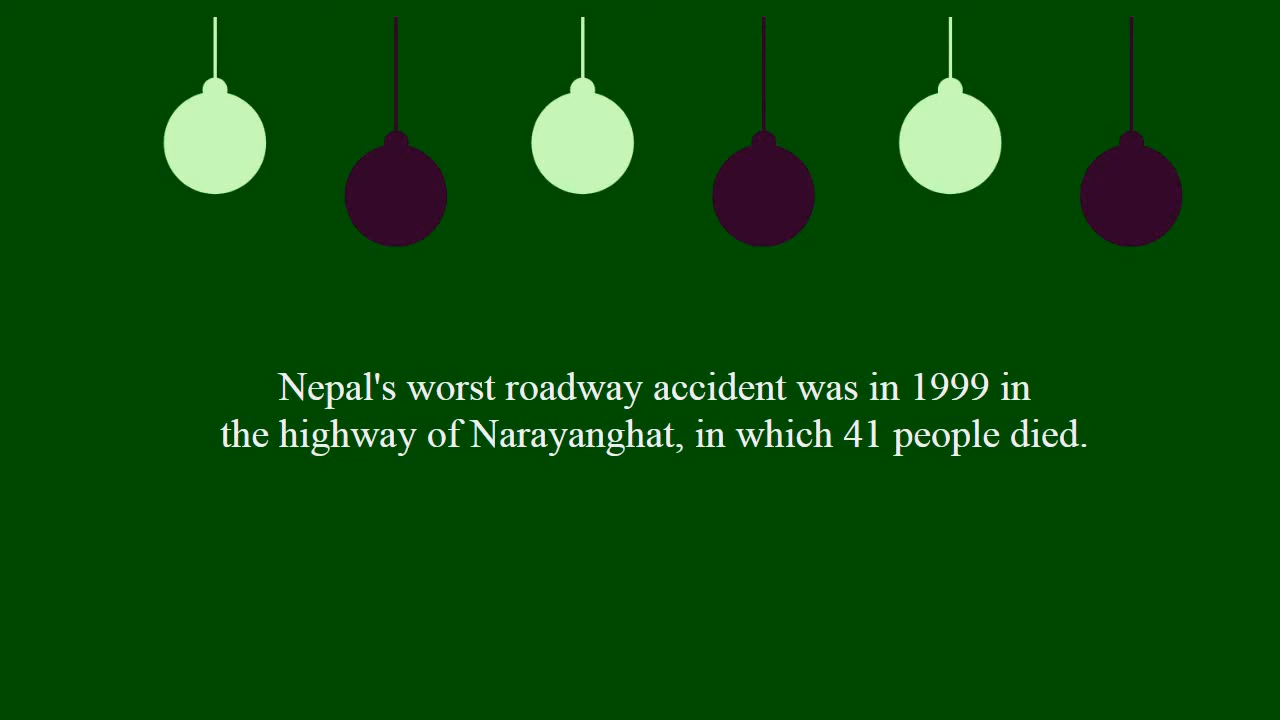 Nepal's worst roadway accident was in 1999 in
the highway of Narayanghat, in which 41 people died.